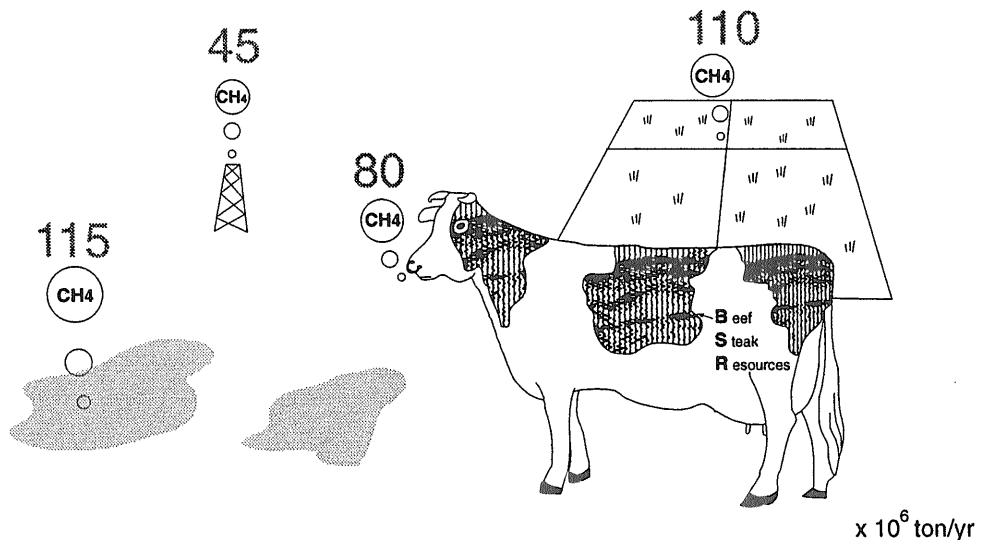 110
CH4
45
CH4
80
CH4
115
CH4
B eef
S teak
R esources
x 10⁶ ton/yr